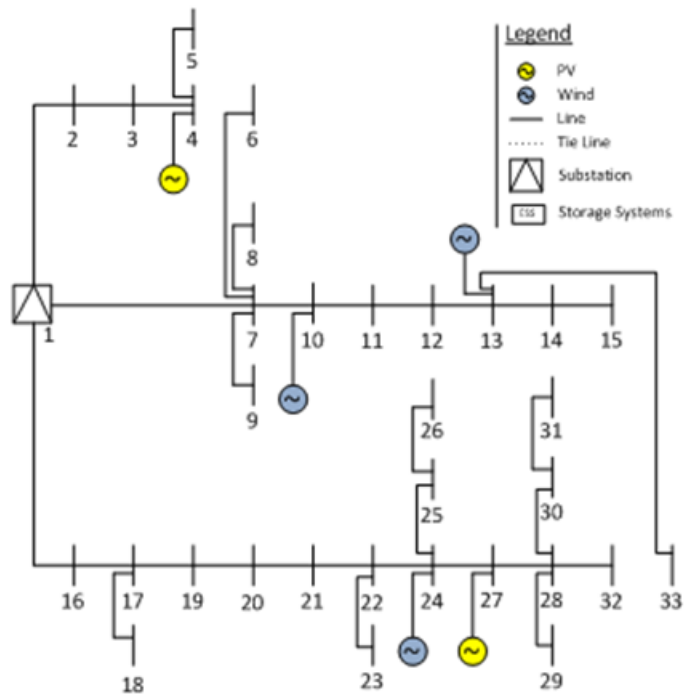 Legend
PV
Wind
Line
Tie Line
Substation
ESS Storage Systems
5
2 3 4 6
8
1 7 10 11 12 13 14 15
9
26 31
25 30
16 17 19 20 21 22 24 27 28 32 33
18 23 29